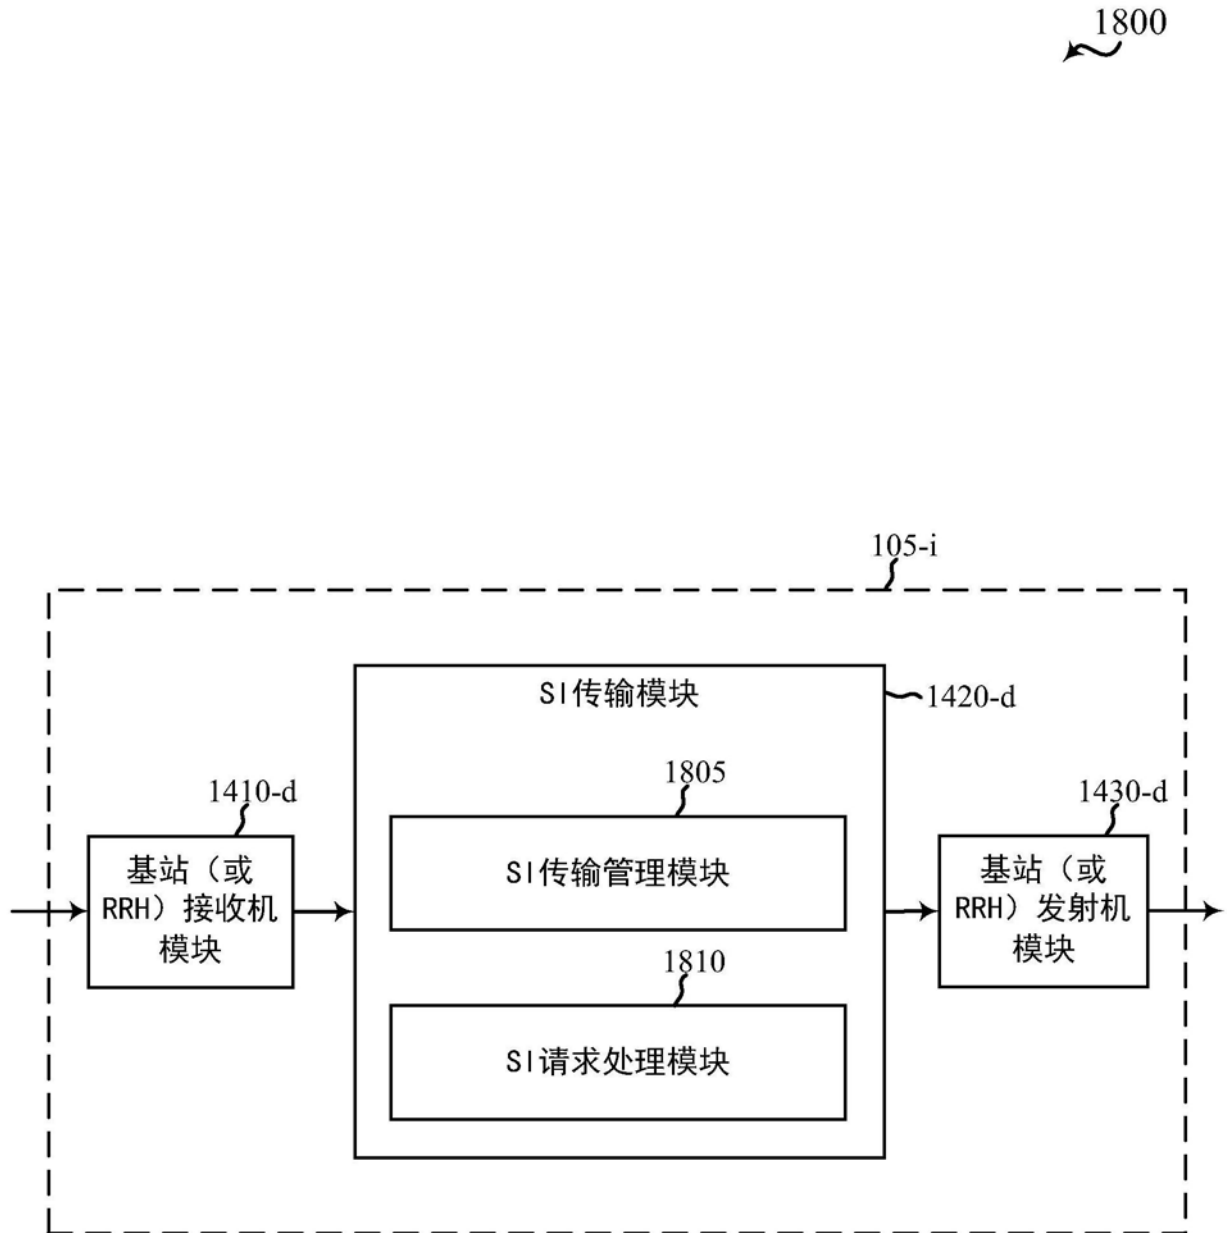 1800
105-i
SI传输模块
1420-d
1805
1410-d
1430-d
基站（或
RRH）接收机
模块
SI传输管理模块
基站（或
RRH）发射机
模块
1810
SI请求处理模块